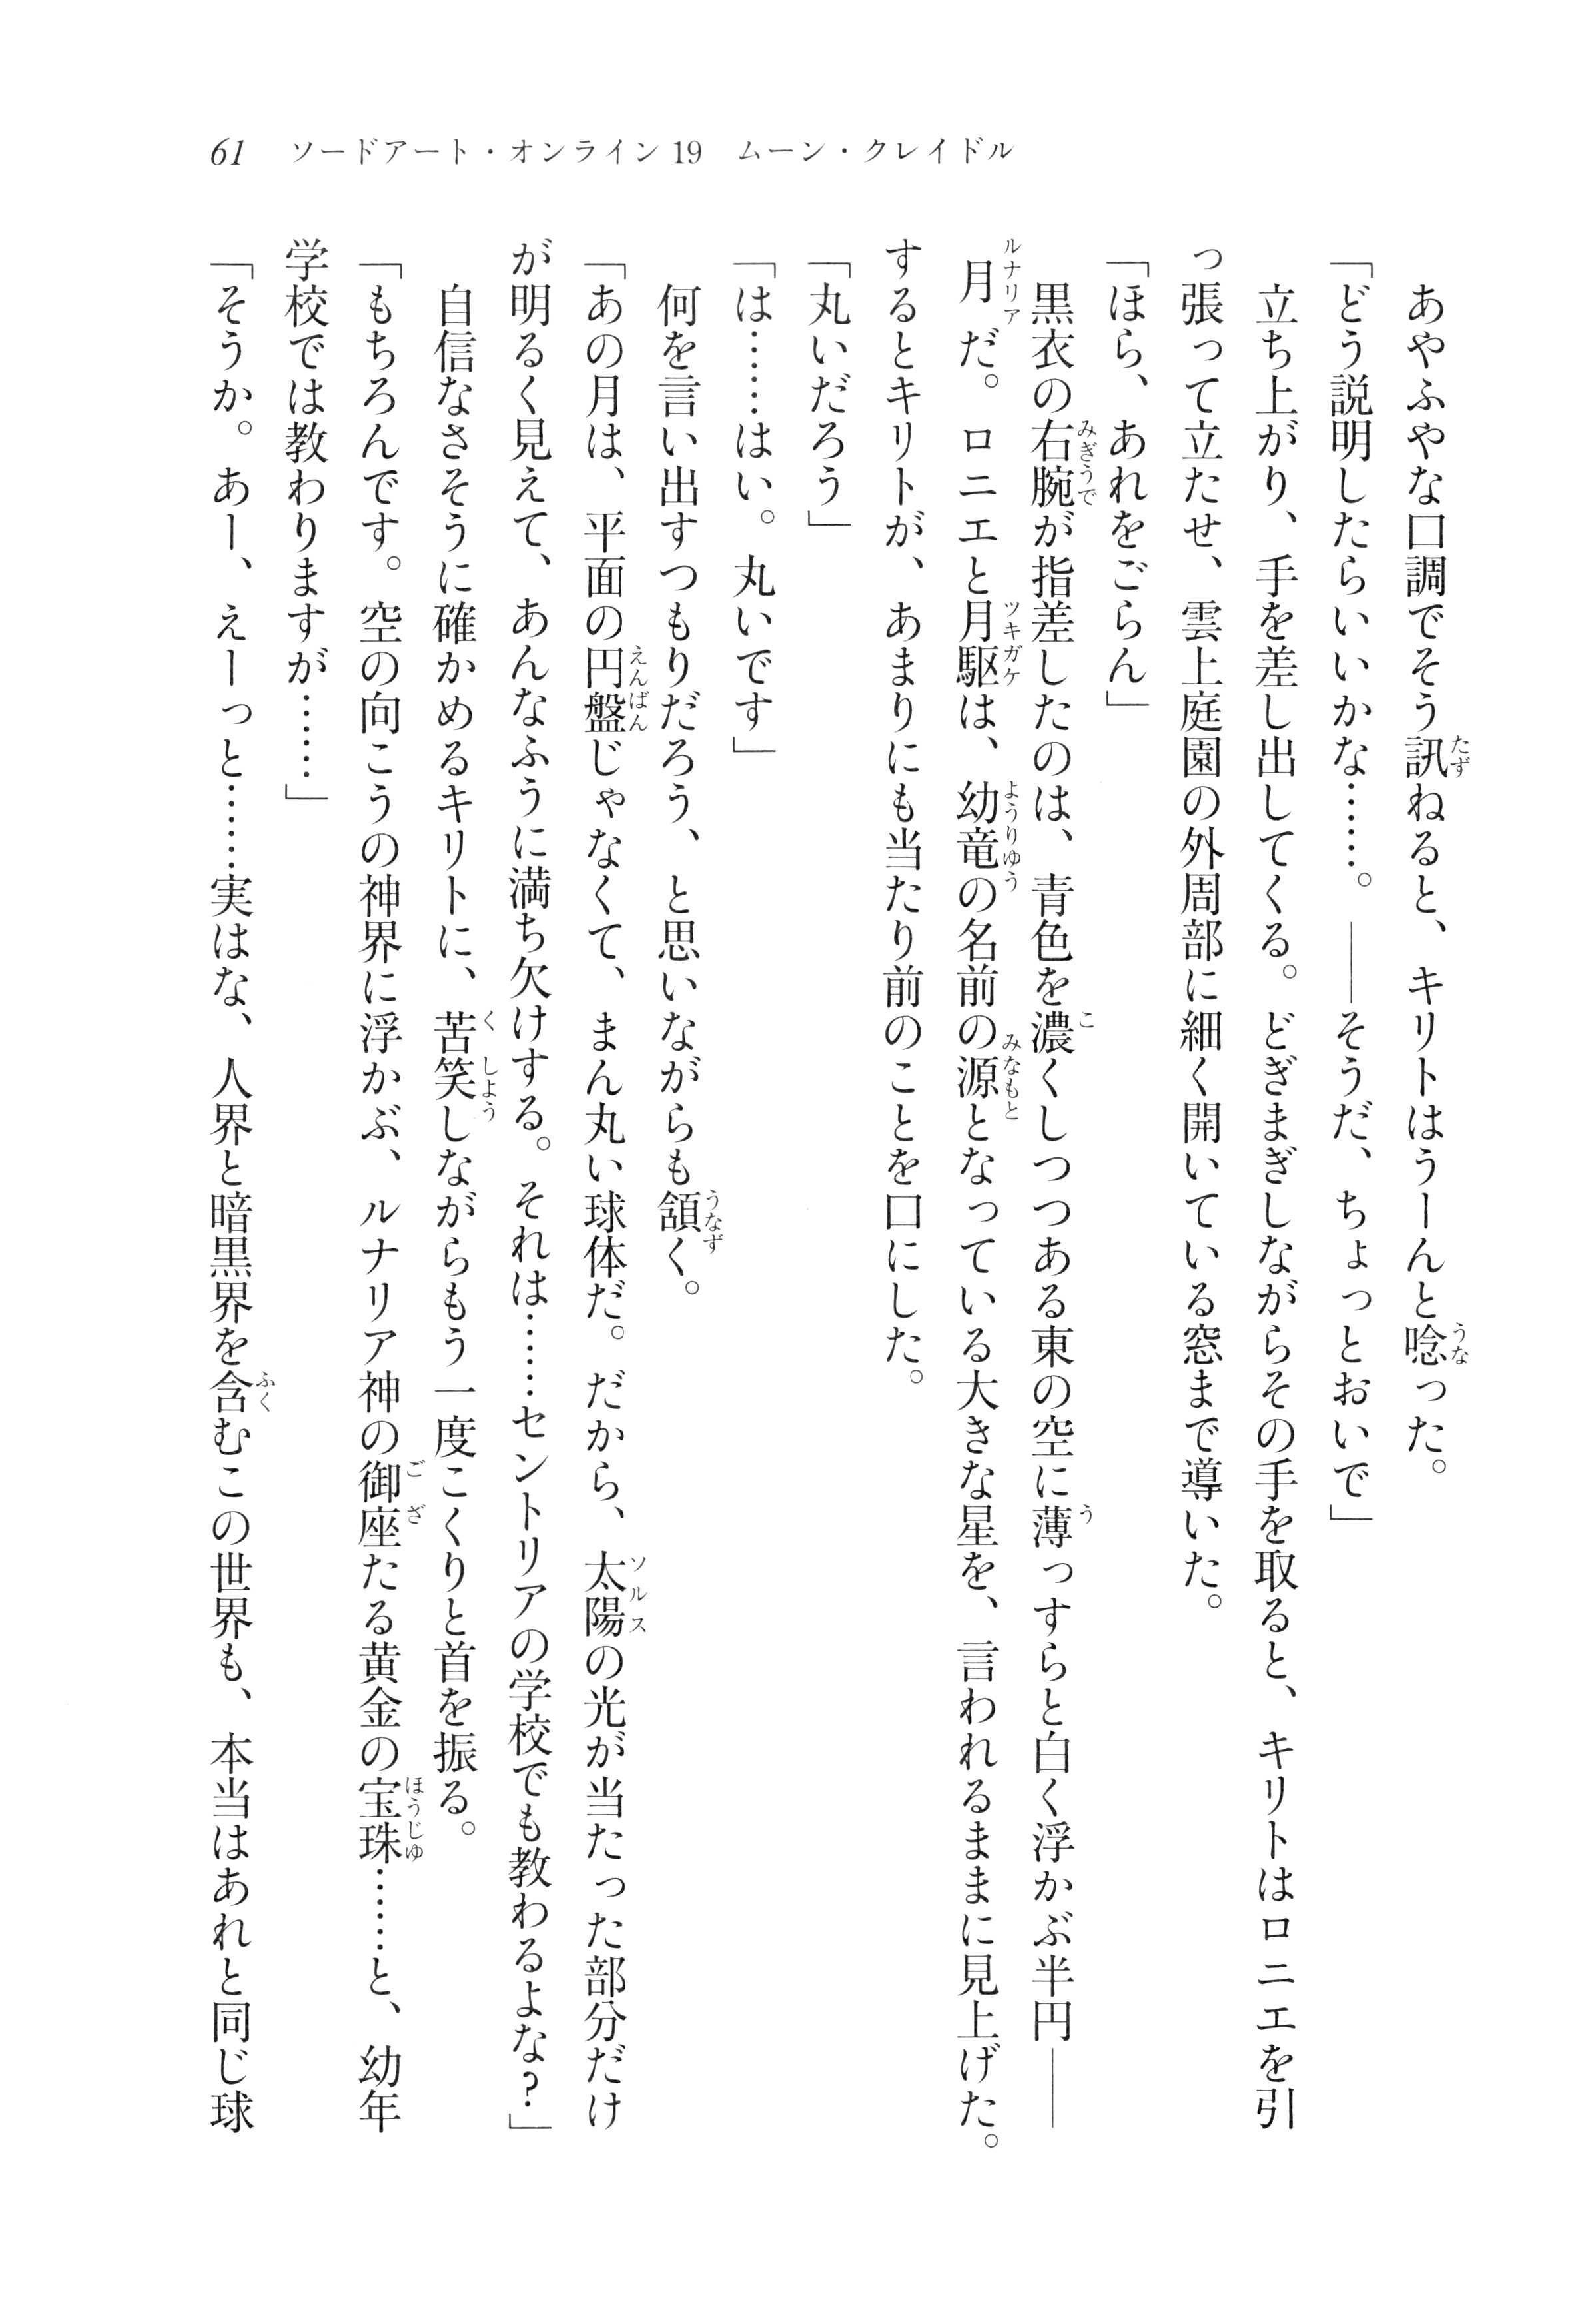 61　ソードアート・オンライン19　ムーン・クレイドル
　あやふやな口調でそう訊ねると、キリトはうーんと唸った。
「どう説明したらいいかな……。――そうだ、ちょっとおいで」
　立ち上がり、手を差し出してくる。どぎまぎしながらその手を取ると、キリトはロニエを引
っ張って立たせ、雲上庭園の外周部に細く開いている窓まで導いた。
「ほら、あれをごらん」
　黒衣の右腕が指差したのは、青色を濃くしつつある東の空に薄っすらと白く浮かぶ半円――
月だ。ロニエと月駆は、幼竜の名前の源となっている大きな星を、言われるままに見上げた。
するとキリトが、あまりにも当たり前のことを口にした。
「丸いだろう」
「は……はい。丸いです」
　何を言い出すつもりだろう、と思いながらも頷く。
「あの月は、平面の円盤じゃなくて、まん丸い球体だ。だから、太陽の光が当たった部分だけ
が明るく見えて、あんなふうに満ち欠けする。それは……セントリアの学校でも教わるよな？」
　自信なさそうに確かめるキリトに、苦笑しながらもう一度こくりと首を振る。
「もちろんです。空の向こうの神界に浮かぶ、ルナリア神の御座たる黄金の宝珠……と、幼年
学校では教わりますが……」
「そうか。あー、えーっと……実はな、人界と暗黒界を含むこの世界も、本当はあれと同じ球